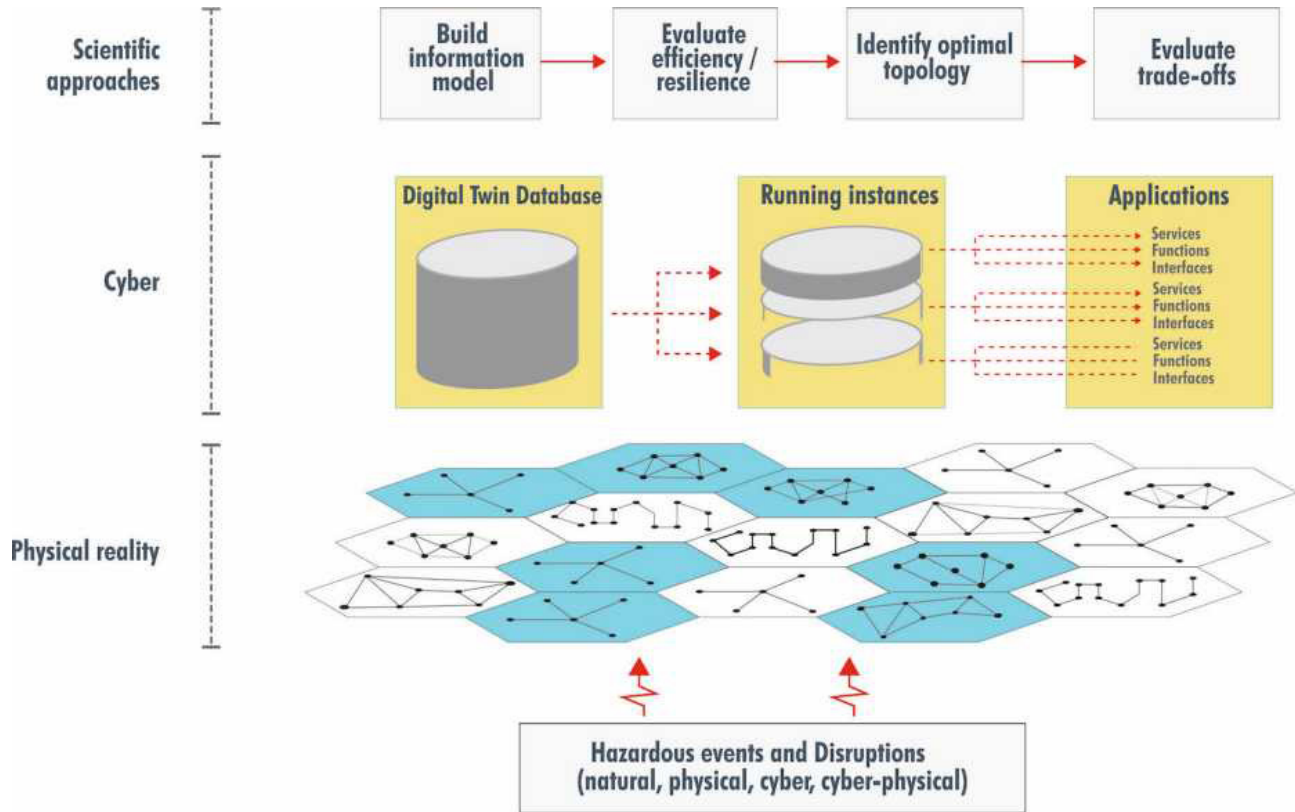 Scientific
approaches
Build
information
model
Evaluate
efficiency /
resilience
Identify optimal
topology
Evaluate
trade-offs
Cyber
Digital Twin Database
Running instances
Applications
Services
Functions
Interfaces
Services
Functions
Interfaces
Services
Functions
Interfaces
Physical reality
Hazardous events and Disruptions
(natural, physical, cyber, cyber-physical)